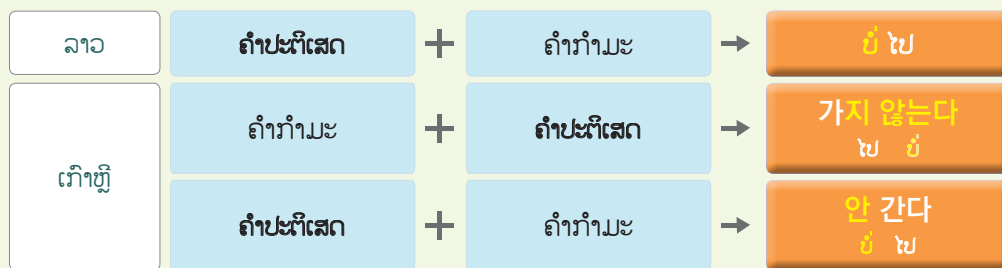 ລາວ
ຄຳປະຕິເສດ + ຄຳກຳມະ → ບໍ່ ໄປ
ເກົາຫຼີ
ຄຳກຳມະ + ຄຳປະຕິເສດ → 가지 않는다
ໄປ ບໍ່
ຄຳປະຕິເສດ + ຄຳກຳມະ → 안 간다
ບໍ່ ໄປ